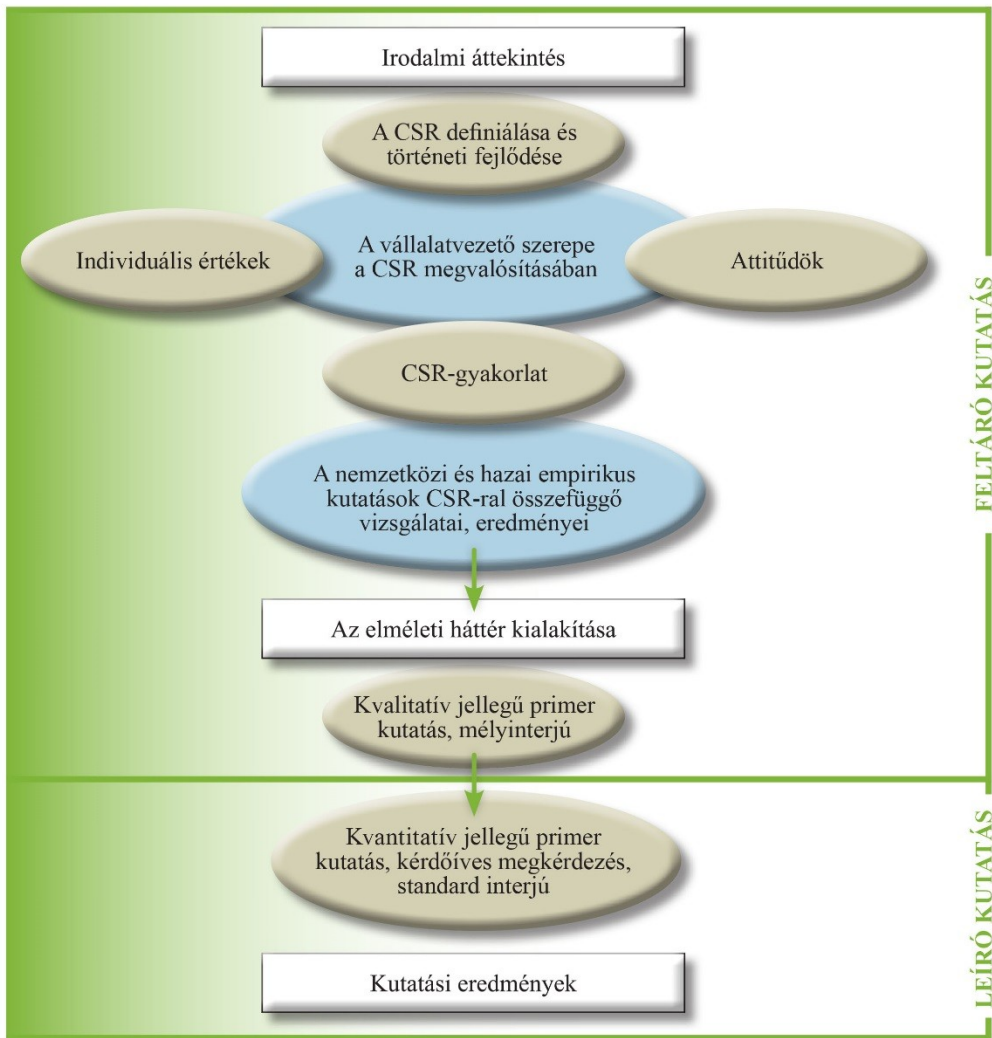 Irodalmi áttekintés
A CSR definiálása és
történeti fejlődése
Individuális értékek
A vállalatvezető szerepe
a CSR megvalósításában
Attitűdök
CSR-gyakorlat
A nemzetközi és hazai empirikus
kutatások CSR-ral összefüggő
vizsgálatai, eredményei
Az elméleti háttér kialakítása
Kvalitatív jellegű primer
kutatás, mélyinterjú
FELTÁRÓ KUTATÁS
Kvantitatív jellegű primer
kutatás, kérdőíves megkérdezés,
standard interjú
Kutatási eredmények
LEÍRÓ KUTATÁS